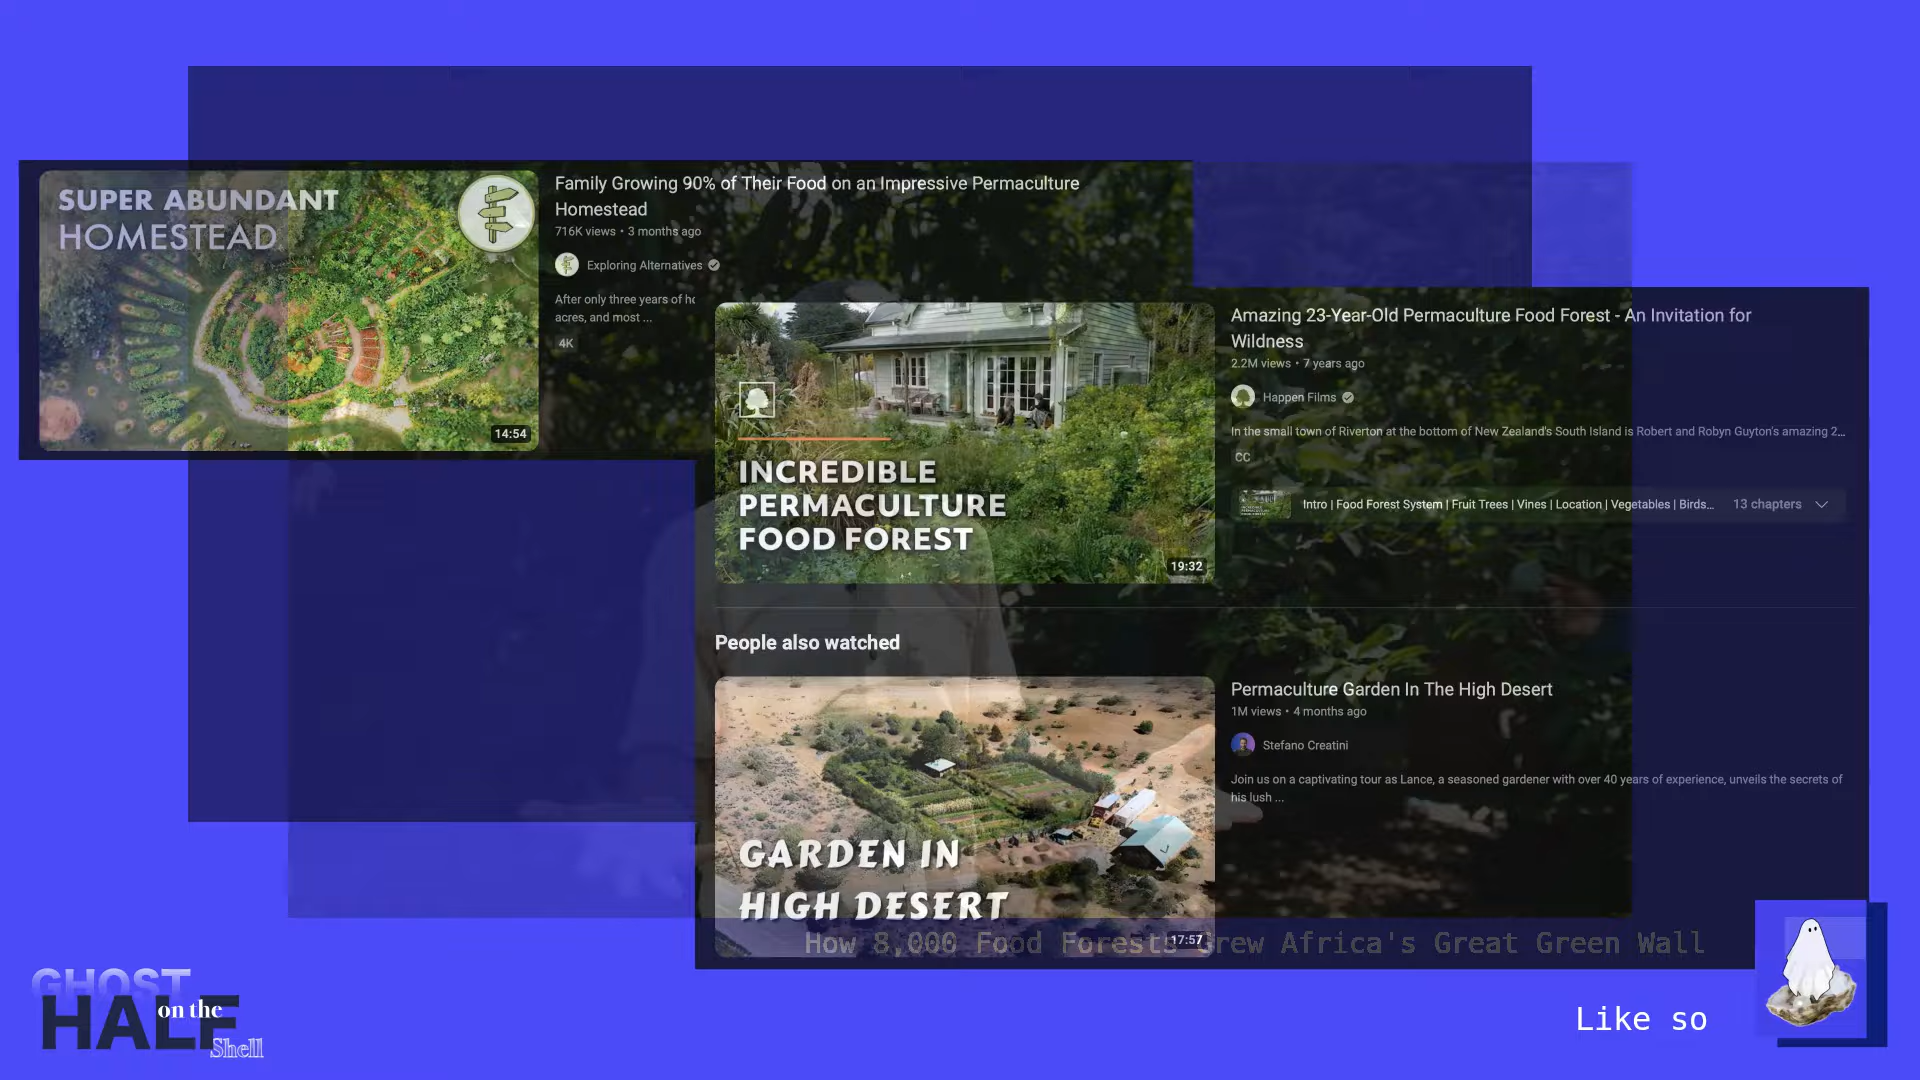 SUPER ABUNDANT
HOMESTEAD
14:54
Family Growing 90% of Their Food on an Impressive Permaculture
Homestead
716K views • 3 months ago
Exploring Alternatives
After only three years of
acres, and most ...
4K
INCREDIBLE
PERMACULTURE
FOOD FOREST
19:32
Amazing 23-Year-Old Permaculture Food Forest - An Invitation for
Wildness
2.2M views • 7 years ago
Happen Films
In the small town of Riverton at the bottom of New Zealand's South Island is Robert and Robyn Guyton's amazing 2...
CC
Intro | Food Forest System | Fruit Trees | Vines | Location | Vegetables | Birds... 13 chapters
People also watched
GARDEN IN
HIGH DESERT
17:57
Permaculture Garden In The High Desert
1M views • 4 months ago
Stefano Creatini
Join us on a captivating tour as Lance, a seasoned gardener with over 40 years of experience, unveils the secrets of
his lush ...
How 8,000 Food Forests Grew Africa's Great Green Wall
GHOST
HALF on the
Shell
Like so